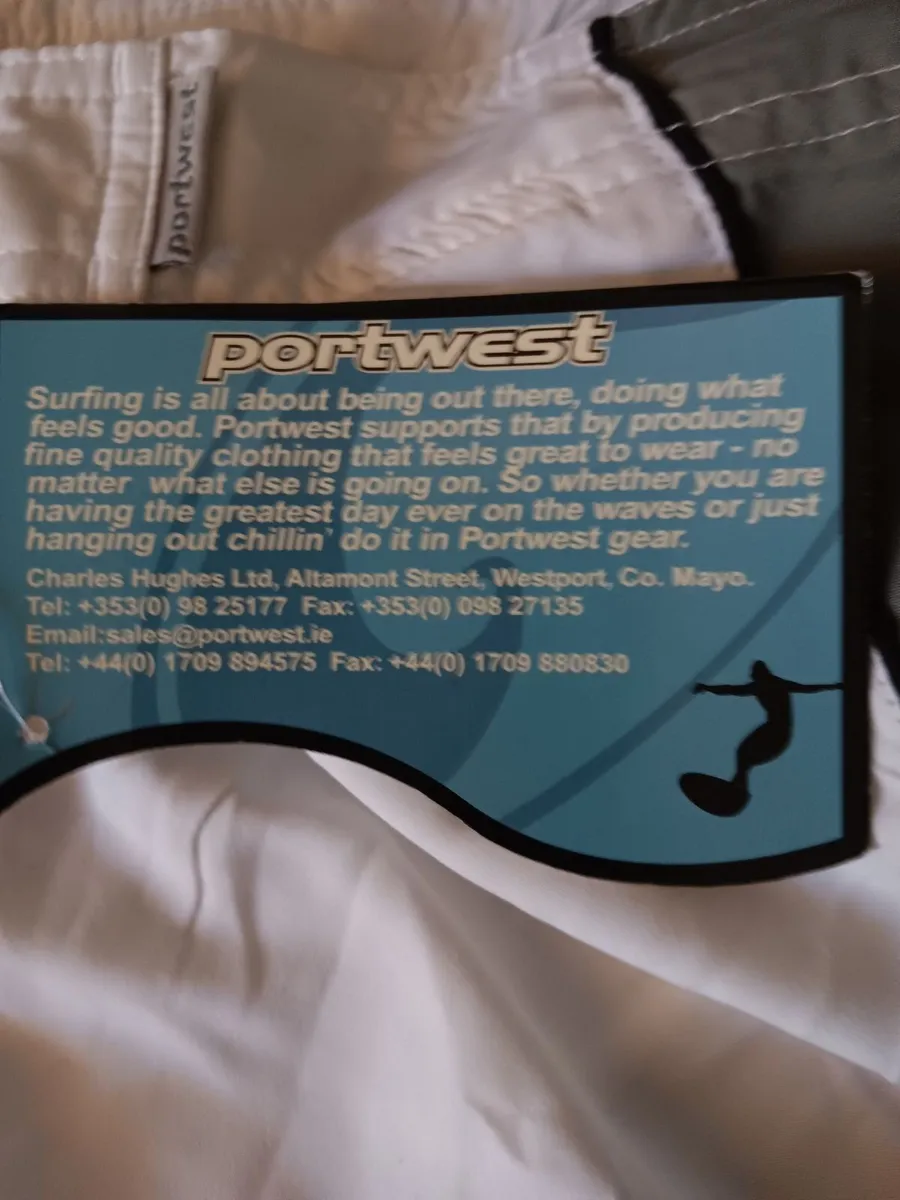 portwest
portwest
Surfing is all about being out there, doing what
feels good. Portwest supports that by producing
fine quality clothing that feels great to wear - no
matter what else is going on. So whether you are
having the greatest day ever on the waves or just
hanging out chillin' do it in Portwest gear.
Charles Hughes Ltd, Altamont Street, Westport, Co. Mayo.
Tel: +353(0) 98 25177 Fax: +353(0) 098 27135
Email:sales@portwest.ie
Tel: +44(0) 1709 894575 Fax: +44(0) 1709 880830